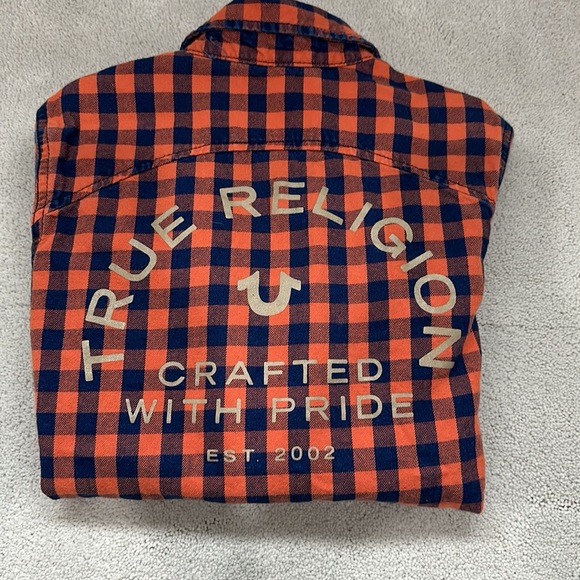 TRUE RELIGION
CRAFTED
WITH PRIDE
EST. 2002